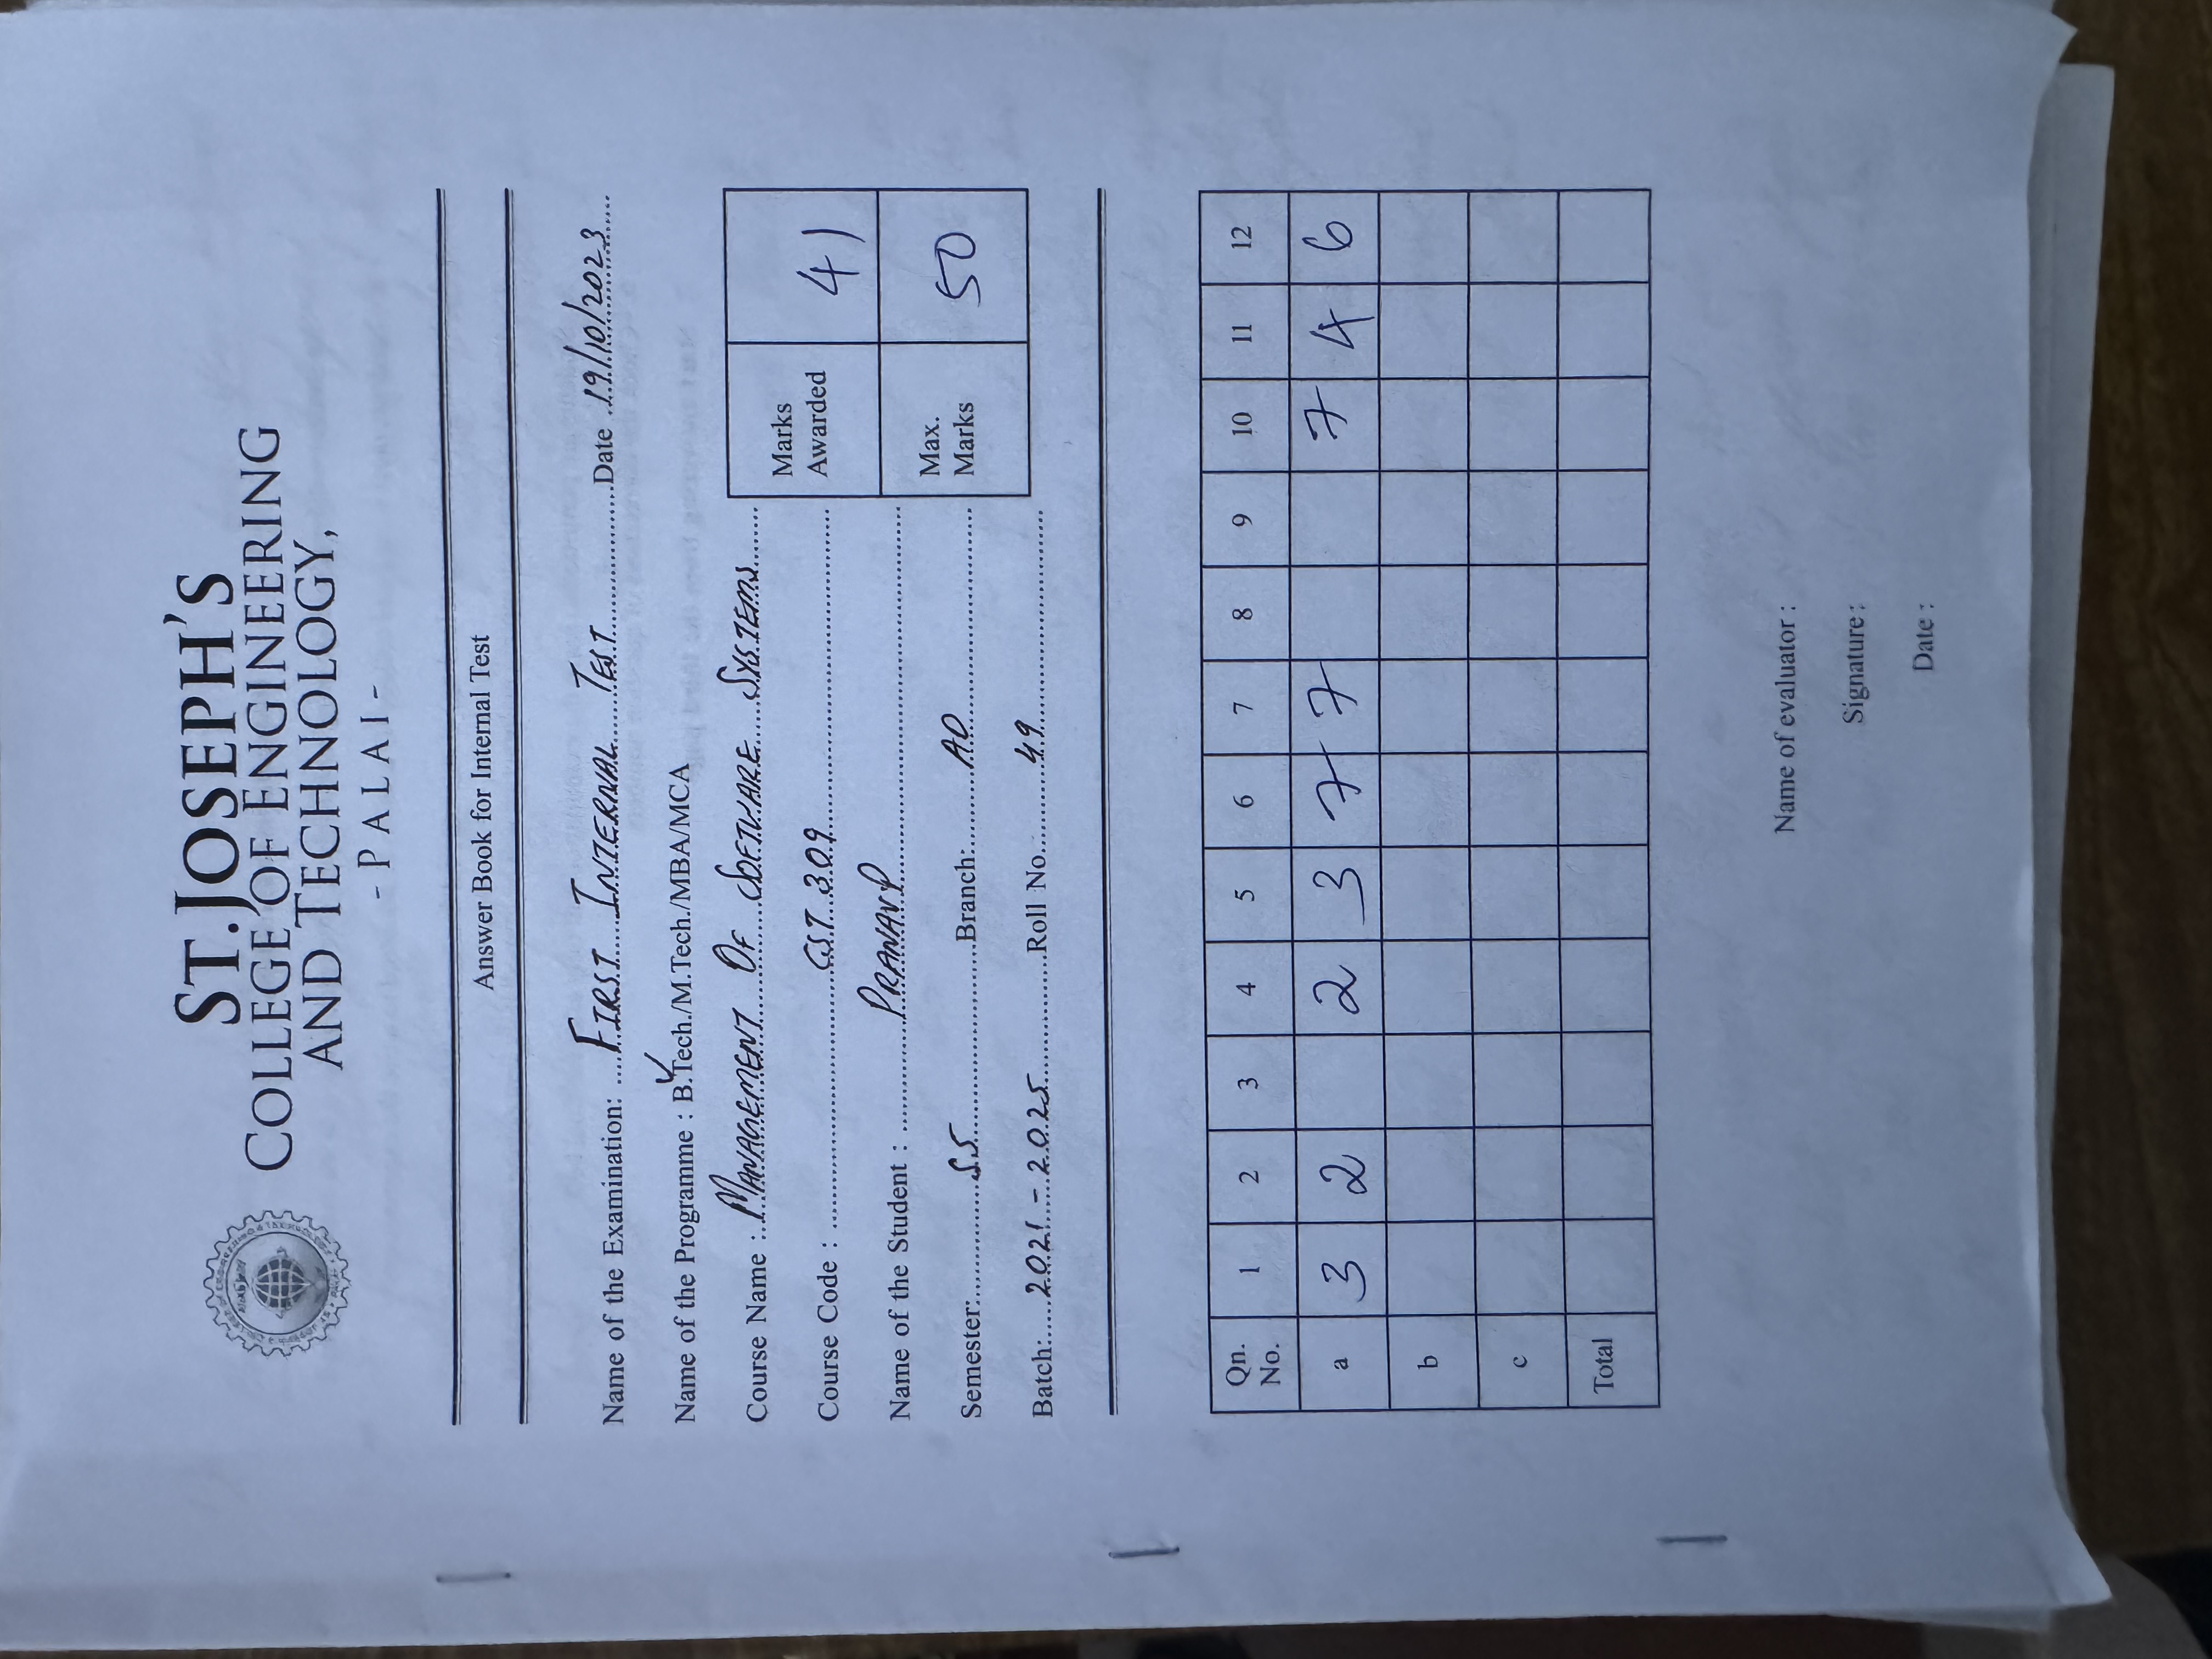 ST.JOSEPH'S
COLLEGE OF ENGINEERING
AND TECHNOLOGY,
- PALAI -
Answer Book for Internal Test
Name of the Examination: FIRST INTERNAL TEST Date 19/10/2023
Name of the Programme : B.Tech./M.Tech./MBA/MCA
Course Name : MANAGEMENT OF SOFTWARE SYSTEMS
Course Code : CST 309
Name of the Student : PRANAV P
Semester: S5 Branch: AD
Batch: 2021 - 2025 Roll No. 49
Marks Awarded 41
Max. Marks 50
Qn. No. 1 2 3 4 5 6 7 8 9 10 11 12
a 3 2 2 3 7 7 7 4 6
b
c
Total
Name of evaluator :
Signature :
Date :